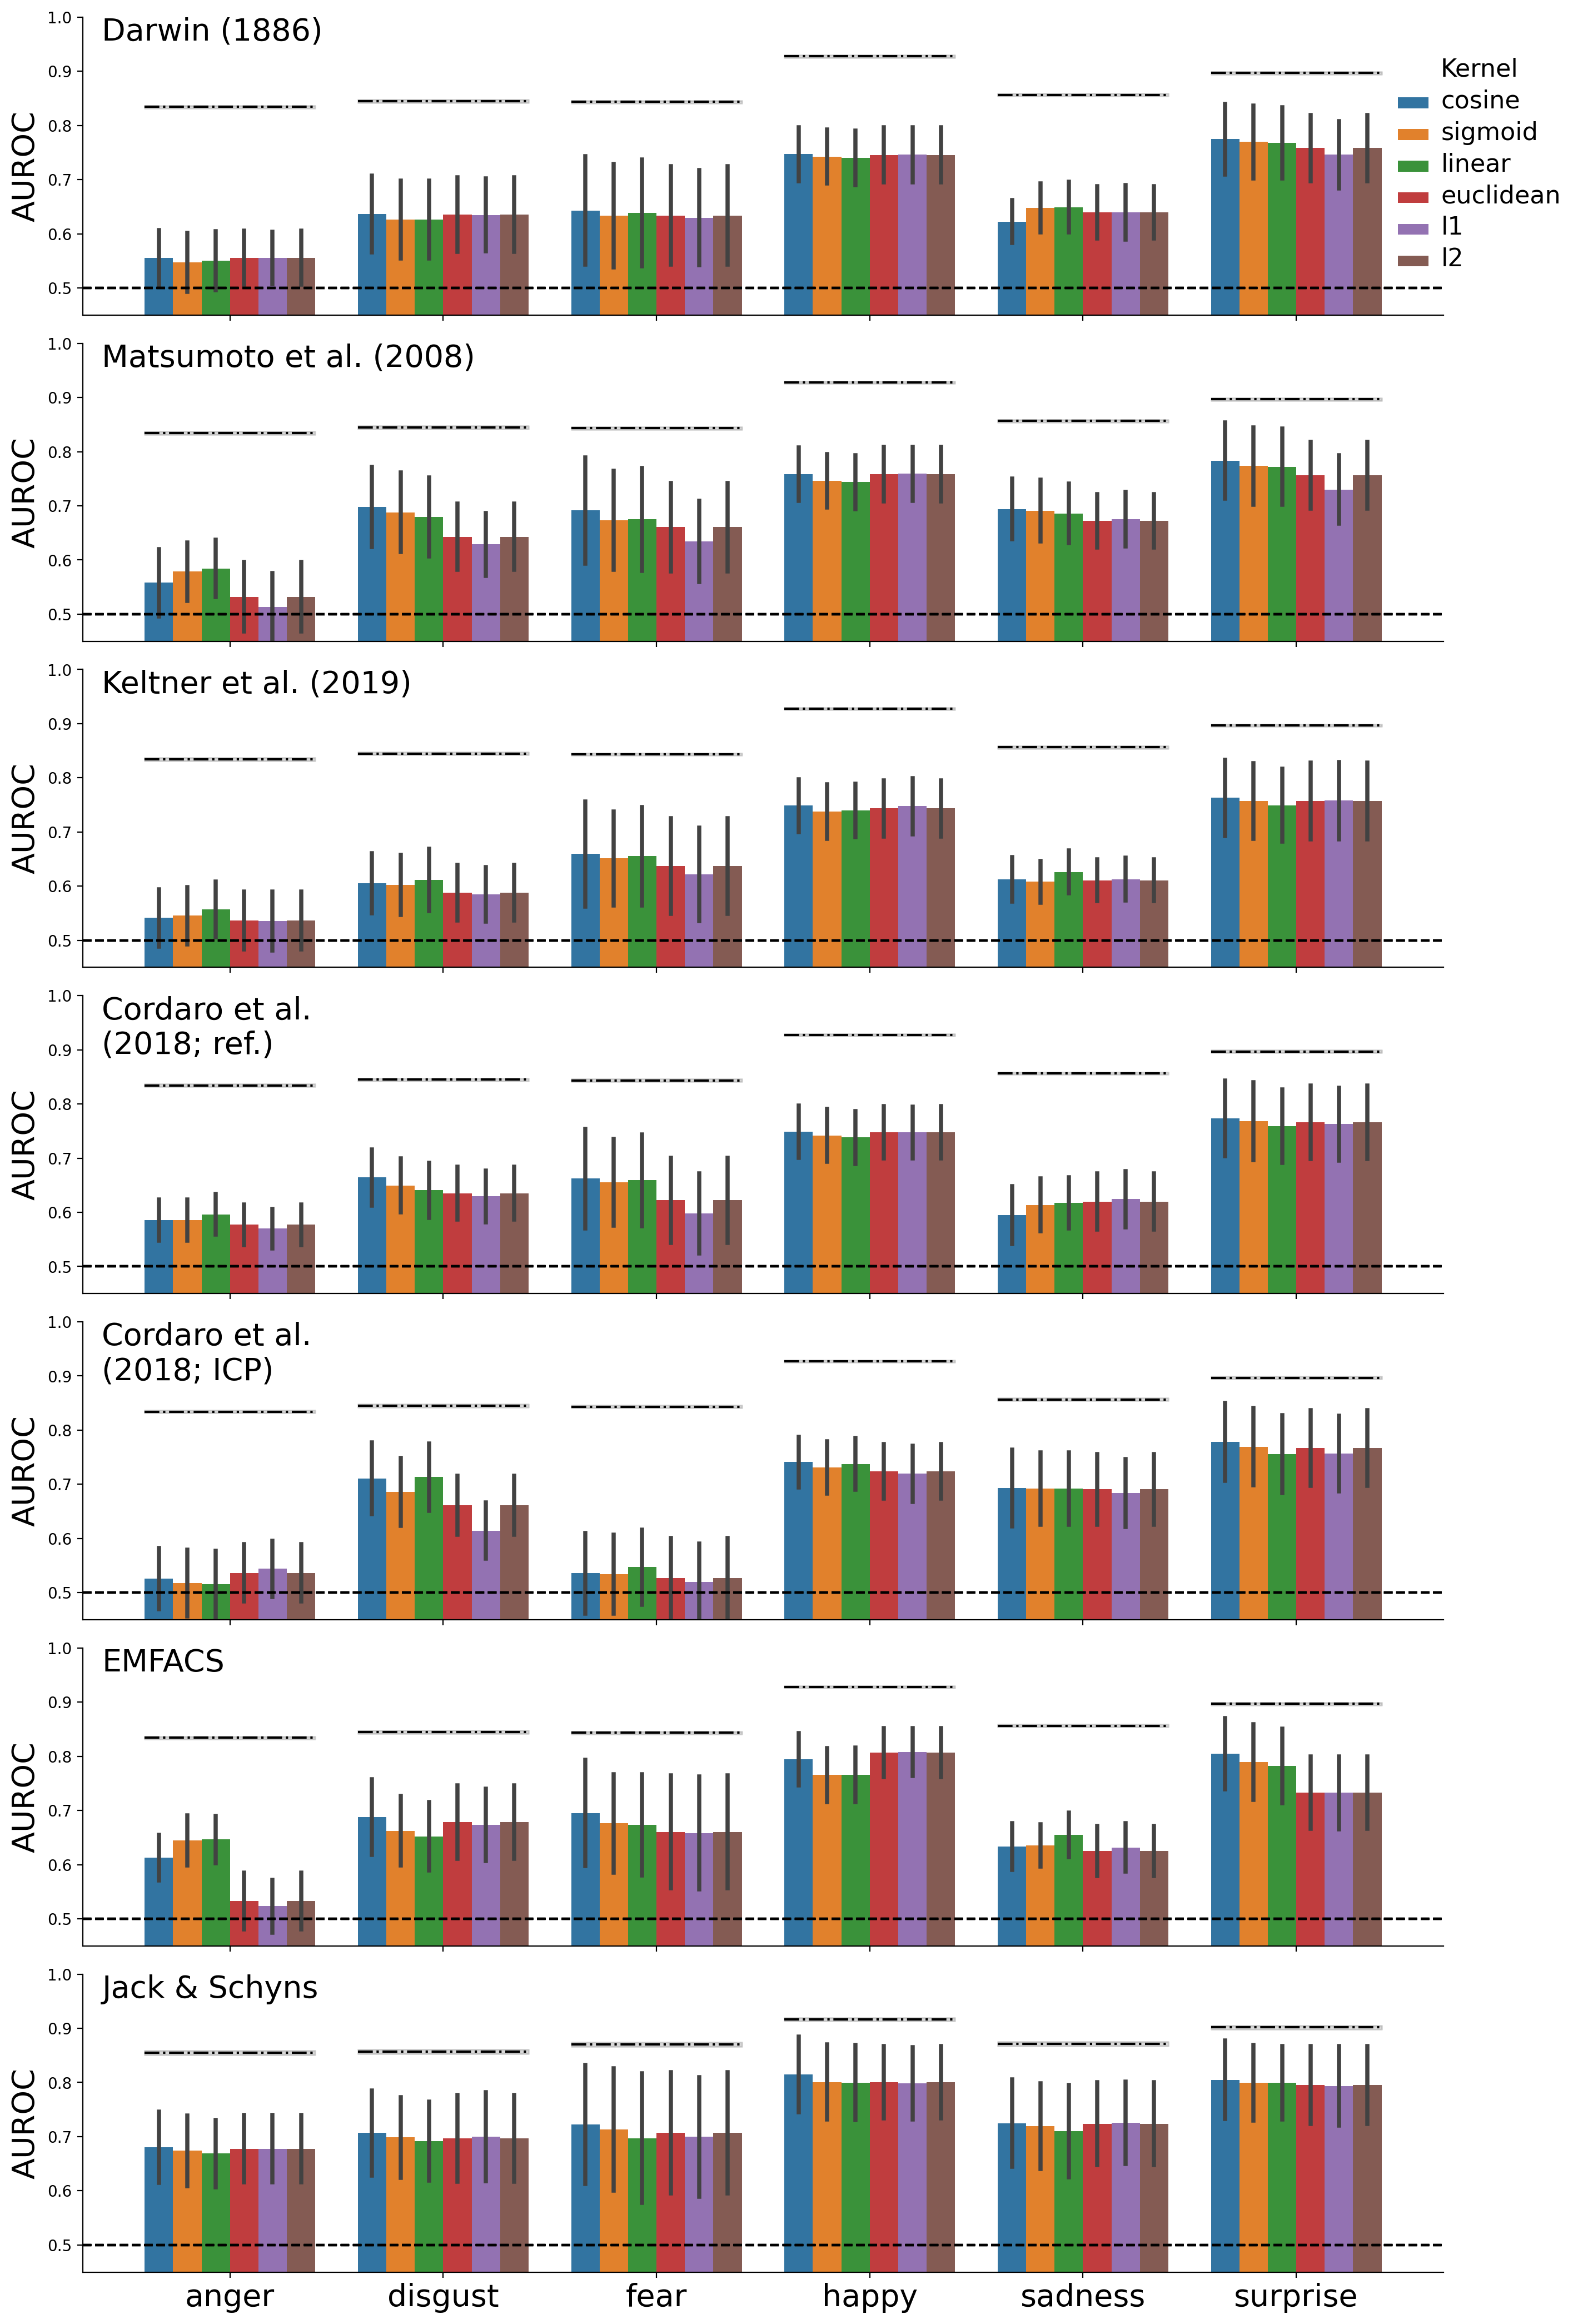 Darwin (1886)
1.0
0.9
0.8
0.7
0.6
0.5
AUROC
Kernel
cosine
sigmoid
linear
euclidean
l1
l2
Matsumoto et al. (2008)
1.0
0.9
0.8
0.7
0.6
0.5
AUROC
Keltner et al. (2019)
1.0
0.9
0.8
0.7
0.6
0.5
AUROC
Cordaro et al.
(2018; ref.)
1.0
0.9
0.8
0.7
0.6
0.5
AUROC
Cordaro et al.
(2018; ICP)
1.0
0.9
0.8
0.7
0.6
0.5
AUROC
EMFACS
1.0
0.9
0.8
0.7
0.6
0.5
AUROC
Jack & Schyns
1.0
0.9
0.8
0.7
0.6
0.5
AUROC
anger disgust fear happy sadness surprise